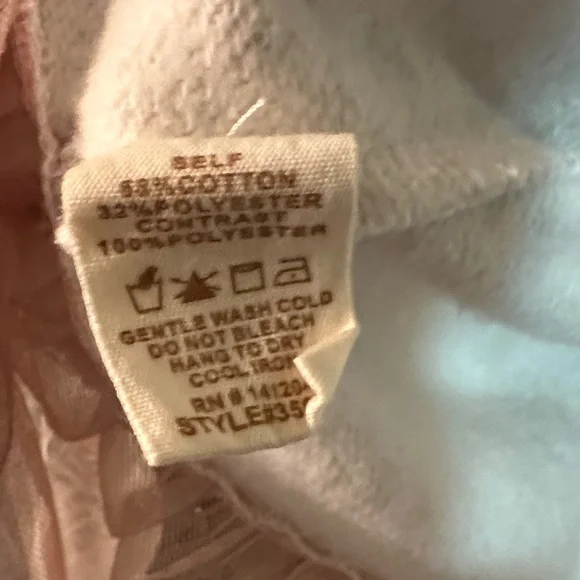 SELF
68%COTTON
32%POLYESTER
CONTRAST
100%POLYESTER
GENTLE WASH COLD
DO NOT BLEACH
HANG TO DRY
COOL IRON
RN # 141204
STYLE#35